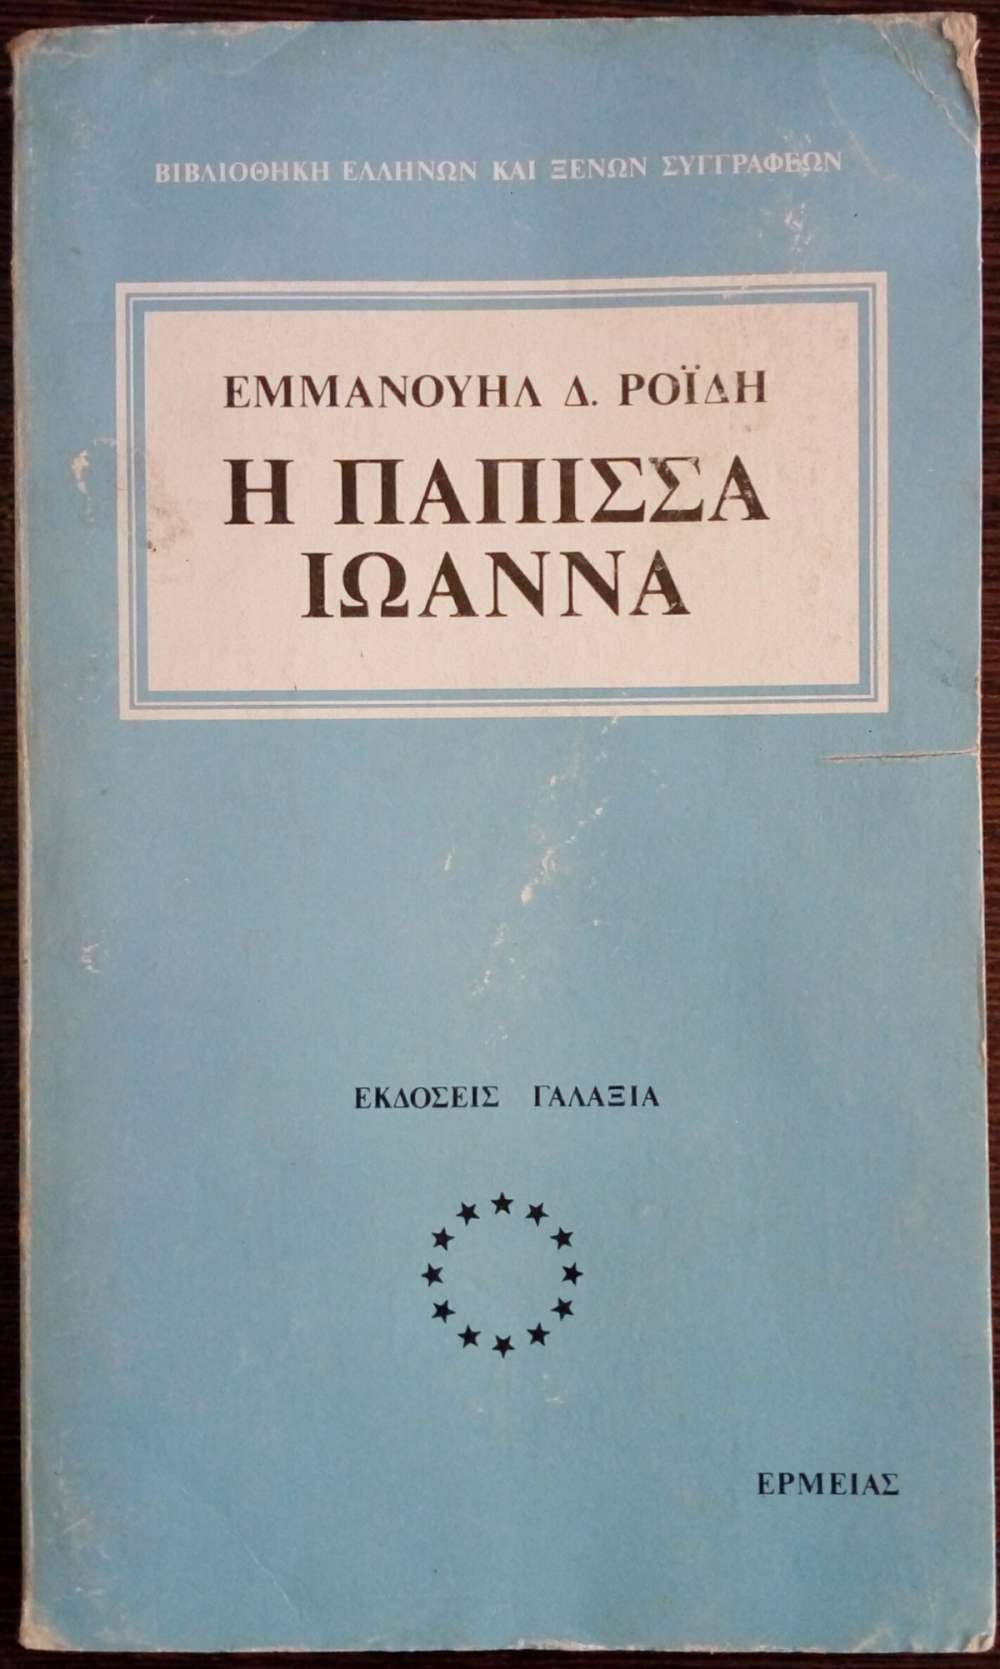 ΒΙΒΛΙΟΘΗΚΗ ΕΛΛΗΝΩΝ ΚΑΙ ΞΕΝΩΝ ΣΥΓΓΡΑΦΕΩΝ
ΕΜΜΑΝΟΥΗΛ Δ. ΡΟΪΔΗ
Η ΠΑΠΙΣΣΑ
ΙΩΑΝΝΑ
ΕΚΔΟΣΕΙΣ ΓΑΛΑΞΙΑ
ΕΡΜΕΙΑΣ